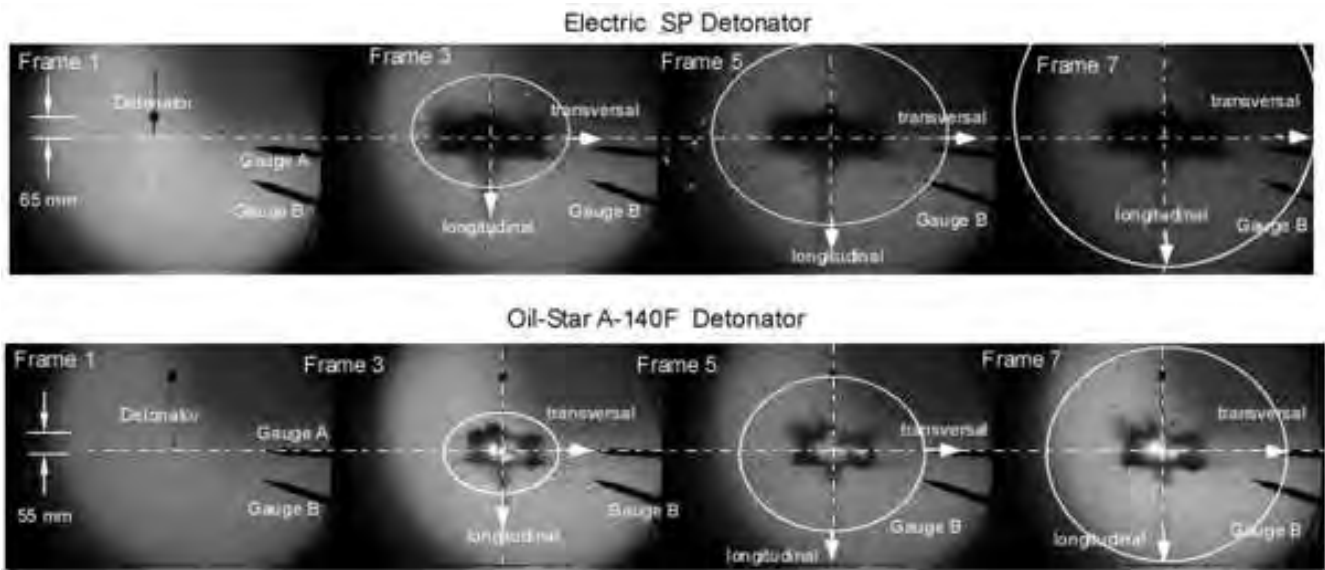 Electric SP Detonator
Frame 1
Frame 3
Frame 5
Frame 7
Detonator
transversal
transversal
transversal
Gauge A
65 mm
Gauge B
longitudinal
Gauge B
longitudinal
Gauge B
longitudinal
Gauge B
Oil-Star A-140F Detonator
Frame 1
Frame 3
Frame 5
Frame 7
Detonator
transversal
transversal
transversal
Gauge A
55 mm
Gauge B
longitudinal
Gauge B
longitudinal
Gauge B
longitudinal
Gauge B